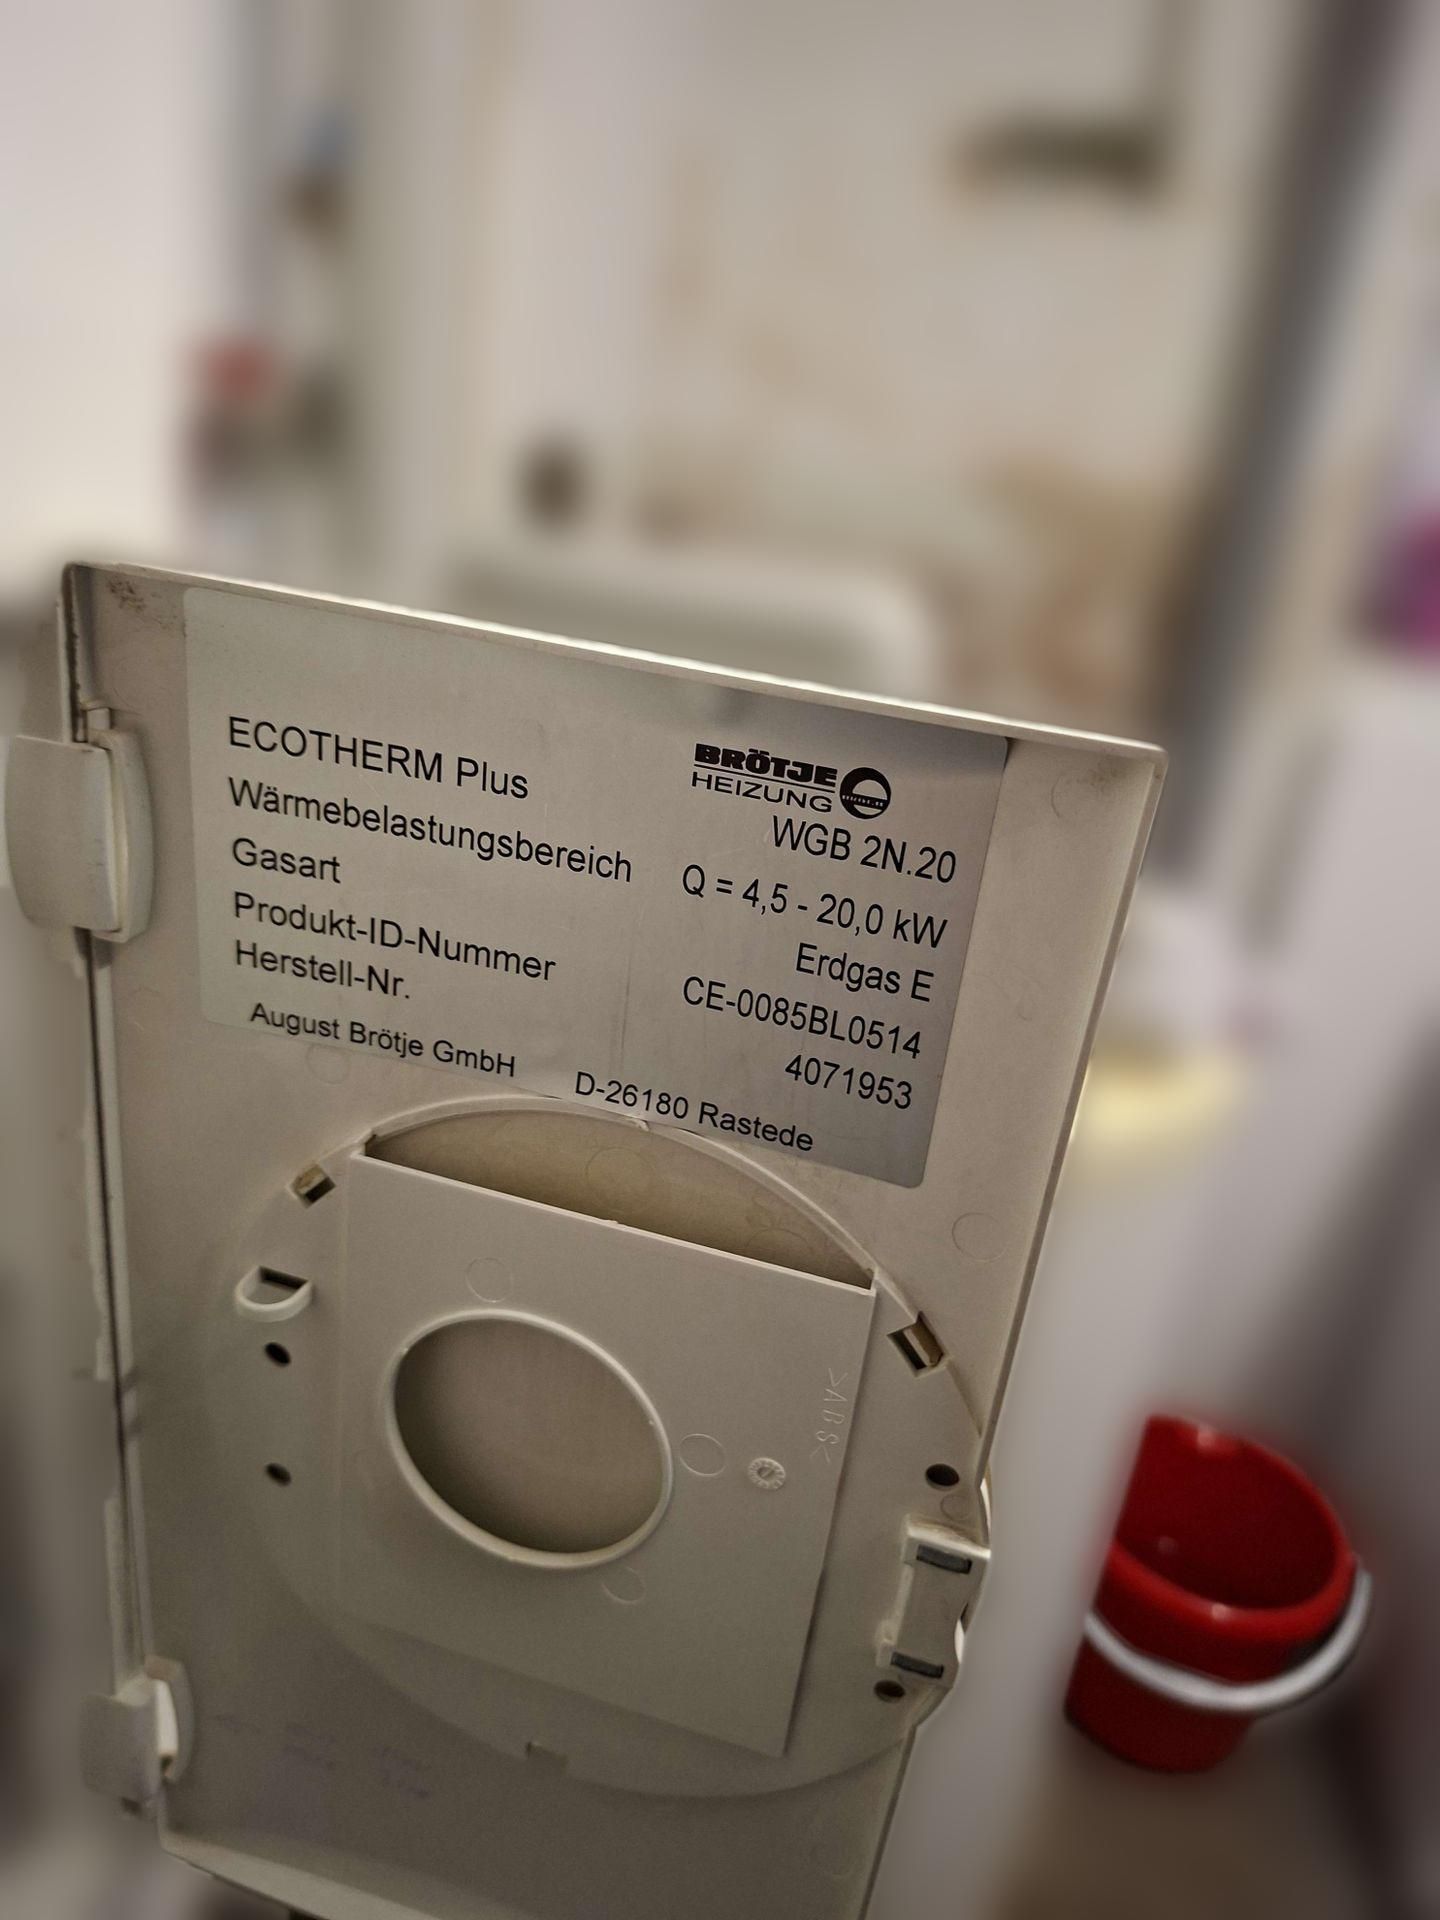 BRÖTJE
HEIZUNG
ECOTHERM Plus WGB 2N.20
Wärmebelastungsbereich Q = 4,5 - 20,0 kW
Gasart Erdgas E
Produkt-ID-Nummer CE-0085BL0514
Herstell-Nr. 4071953
August Brötje GmbH D-26180 Rastede
>ABS<